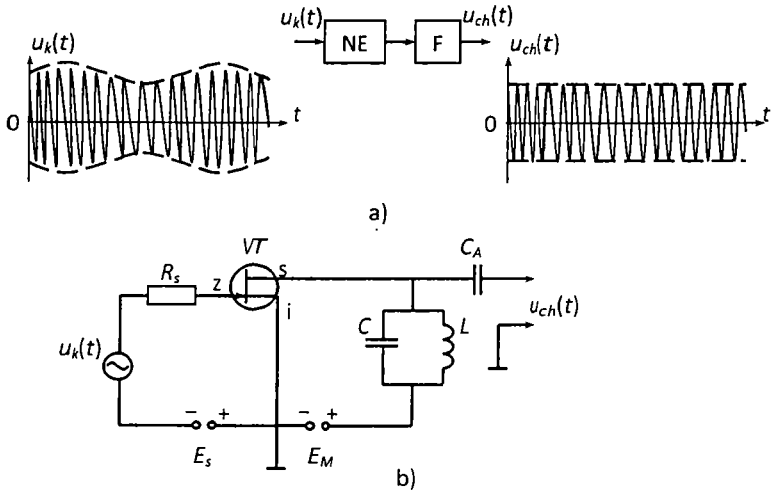 u_k(t) u_ch(t)
u_k(t) NE F u_ch(t)
0 t 0 t
a)
VT C_A
R_s z s
i
u_k(t) C L u_ch(t)
− + − +
E_s E_M
b)